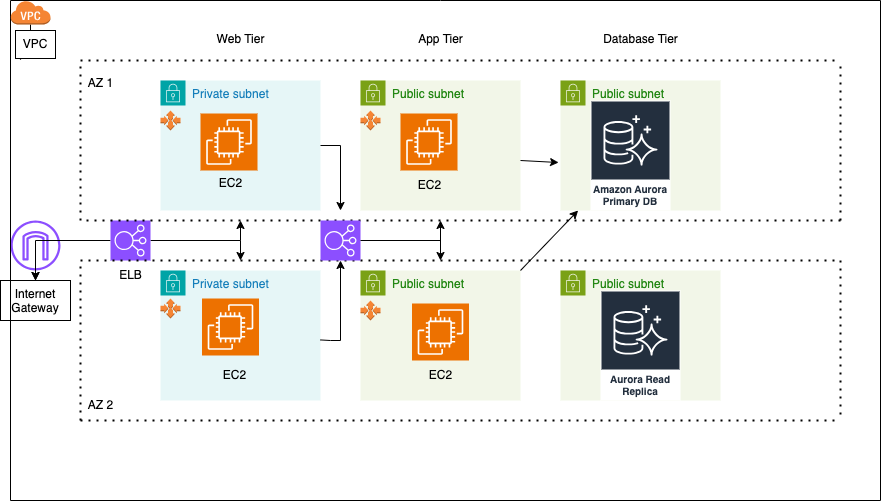 VPC
VPC
Web Tier
App Tier
Database Tier
AZ 1
Private subnet
Public subnet
Public subnet
EC2
EC2
Amazon Aurora
Primary DB
ELB
Internet
Gateway
Private subnet
Public subnet
Public subnet
EC2
EC2
Aurora Read
Replica
AZ 2